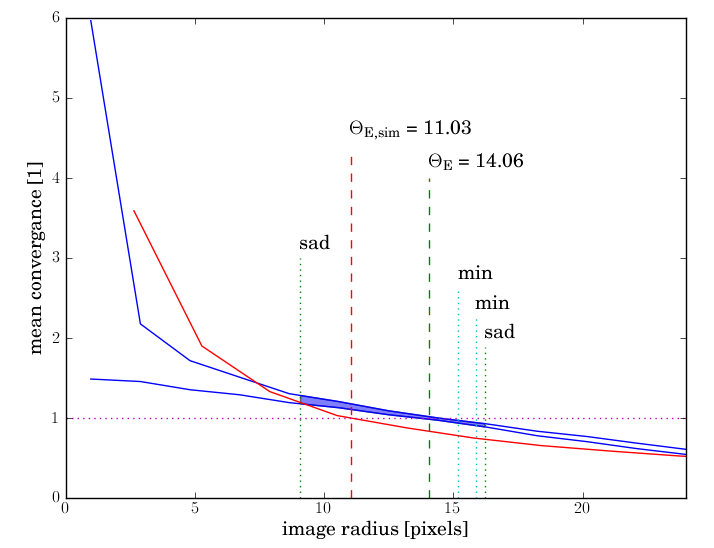 6
5
4
3
2
1
0
mean convergance [1]
Θ_E,sim = 11.03
Θ_E = 14.06
sad
min
min
sad
0
5
10
15
20
image radius [pixels]